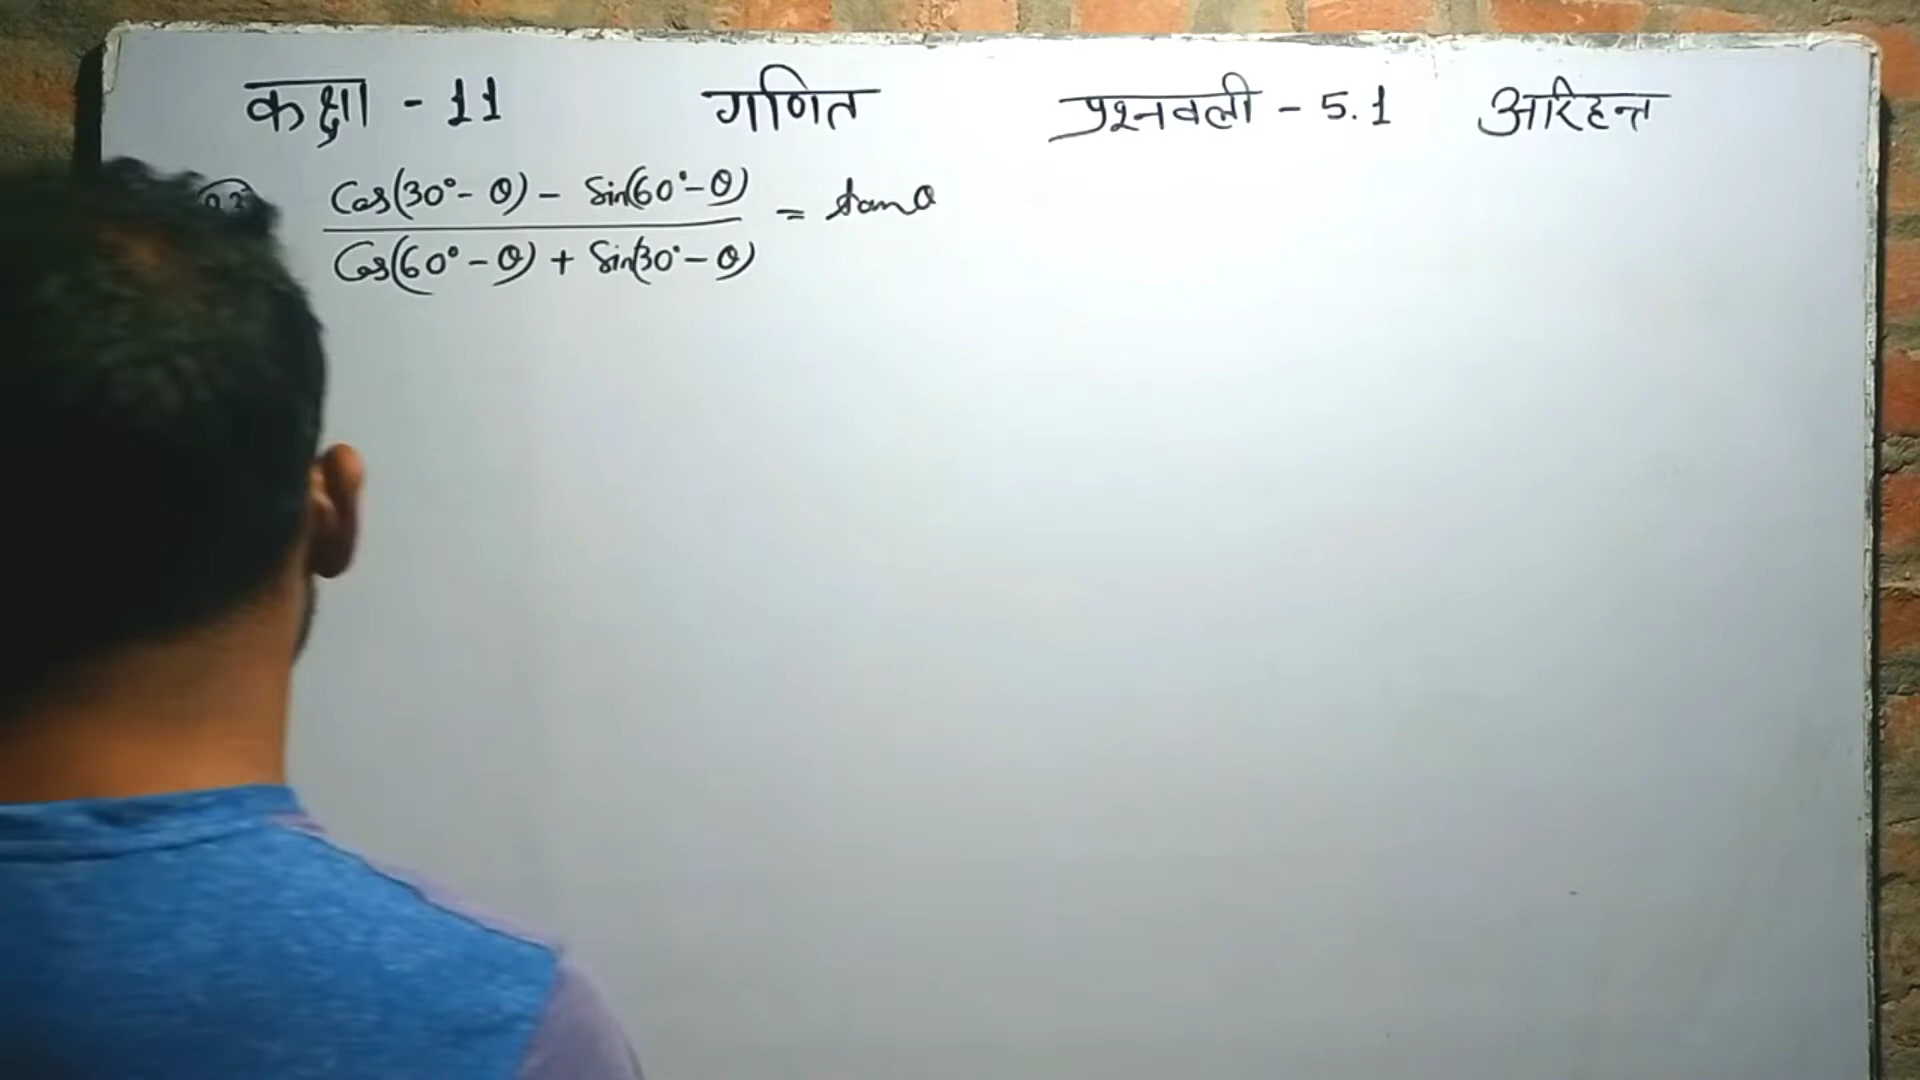 कक्षा - 11 गणित प्रश्नवली - 5.1 अरिहन्त
Cos(30° - θ) - Sin(60° - θ) / Cos(60° - θ) + Sin(30° - θ) = tanθ